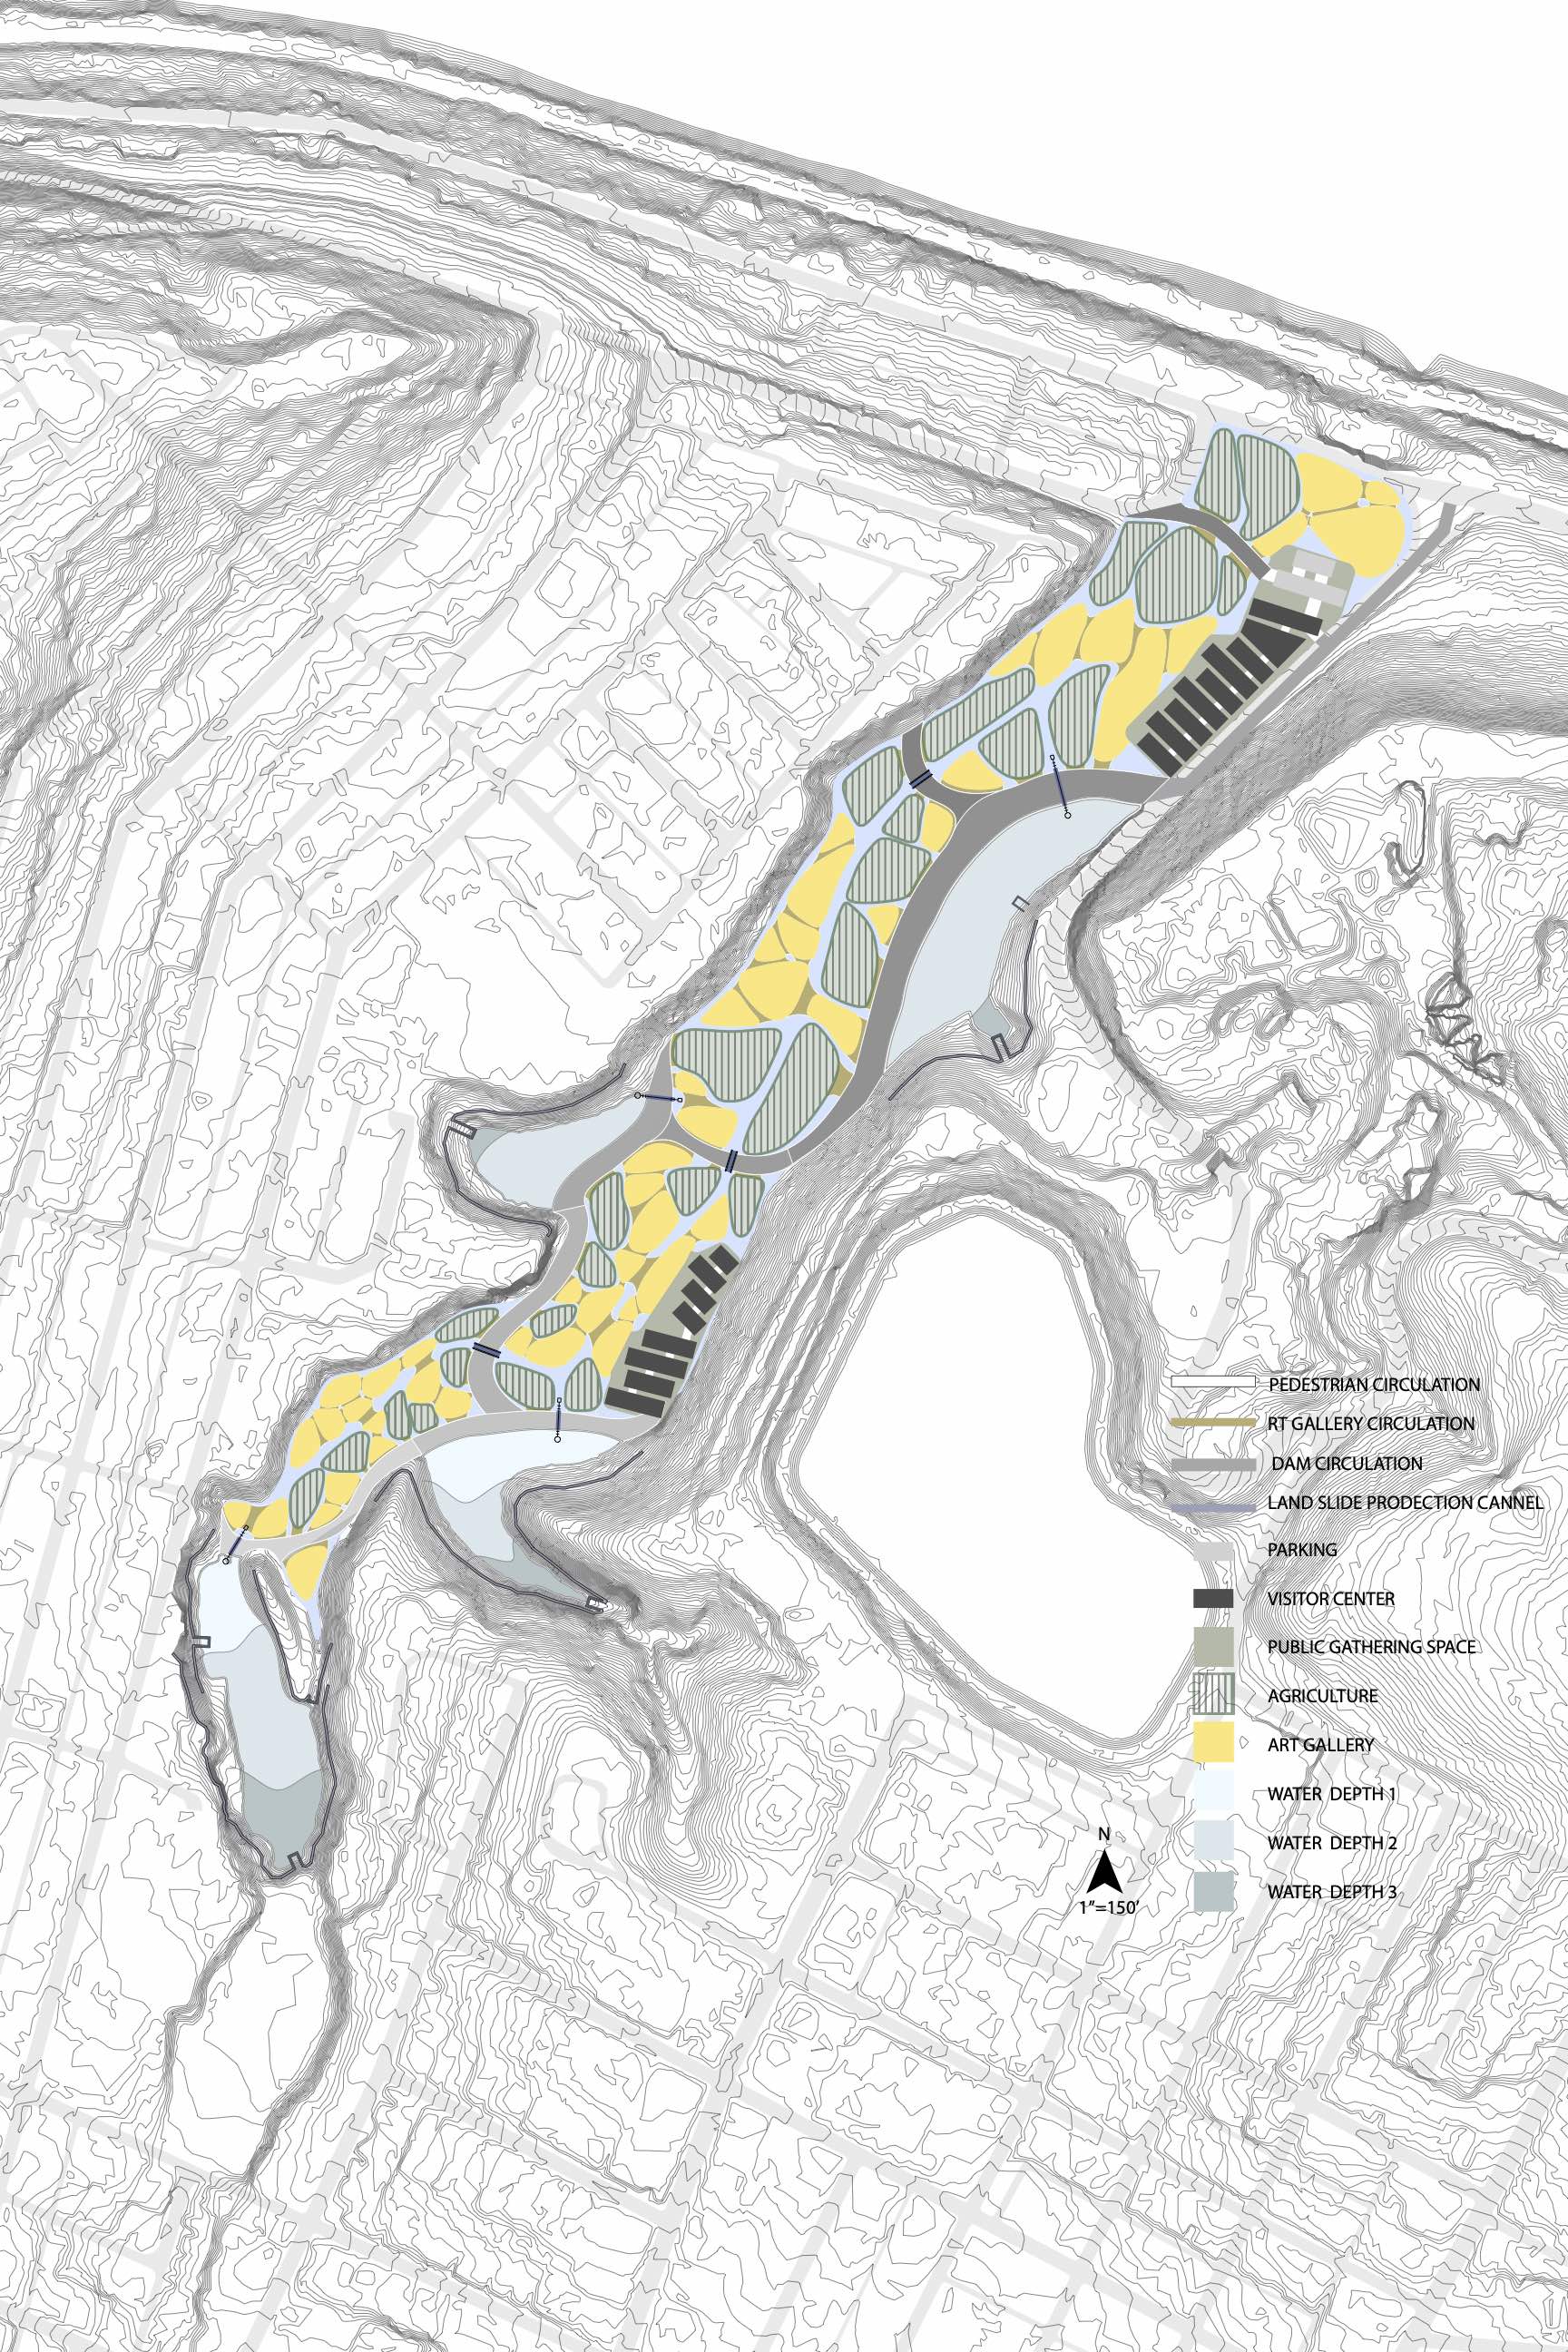 PEDESTRIAN CIRCULATION
RT GALLERY CIRCULATION
DAM CIRCULATION
LAND SLIDE PRODECTION CANNEL
PARKING
VISITOR CENTER
PUBLIC GATHERING SPACE
AGRICULTURE
ART GALLERY
WATER DEPTH 1
WATER DEPTH 2
WATER DEPTH 3
N
1"=150'